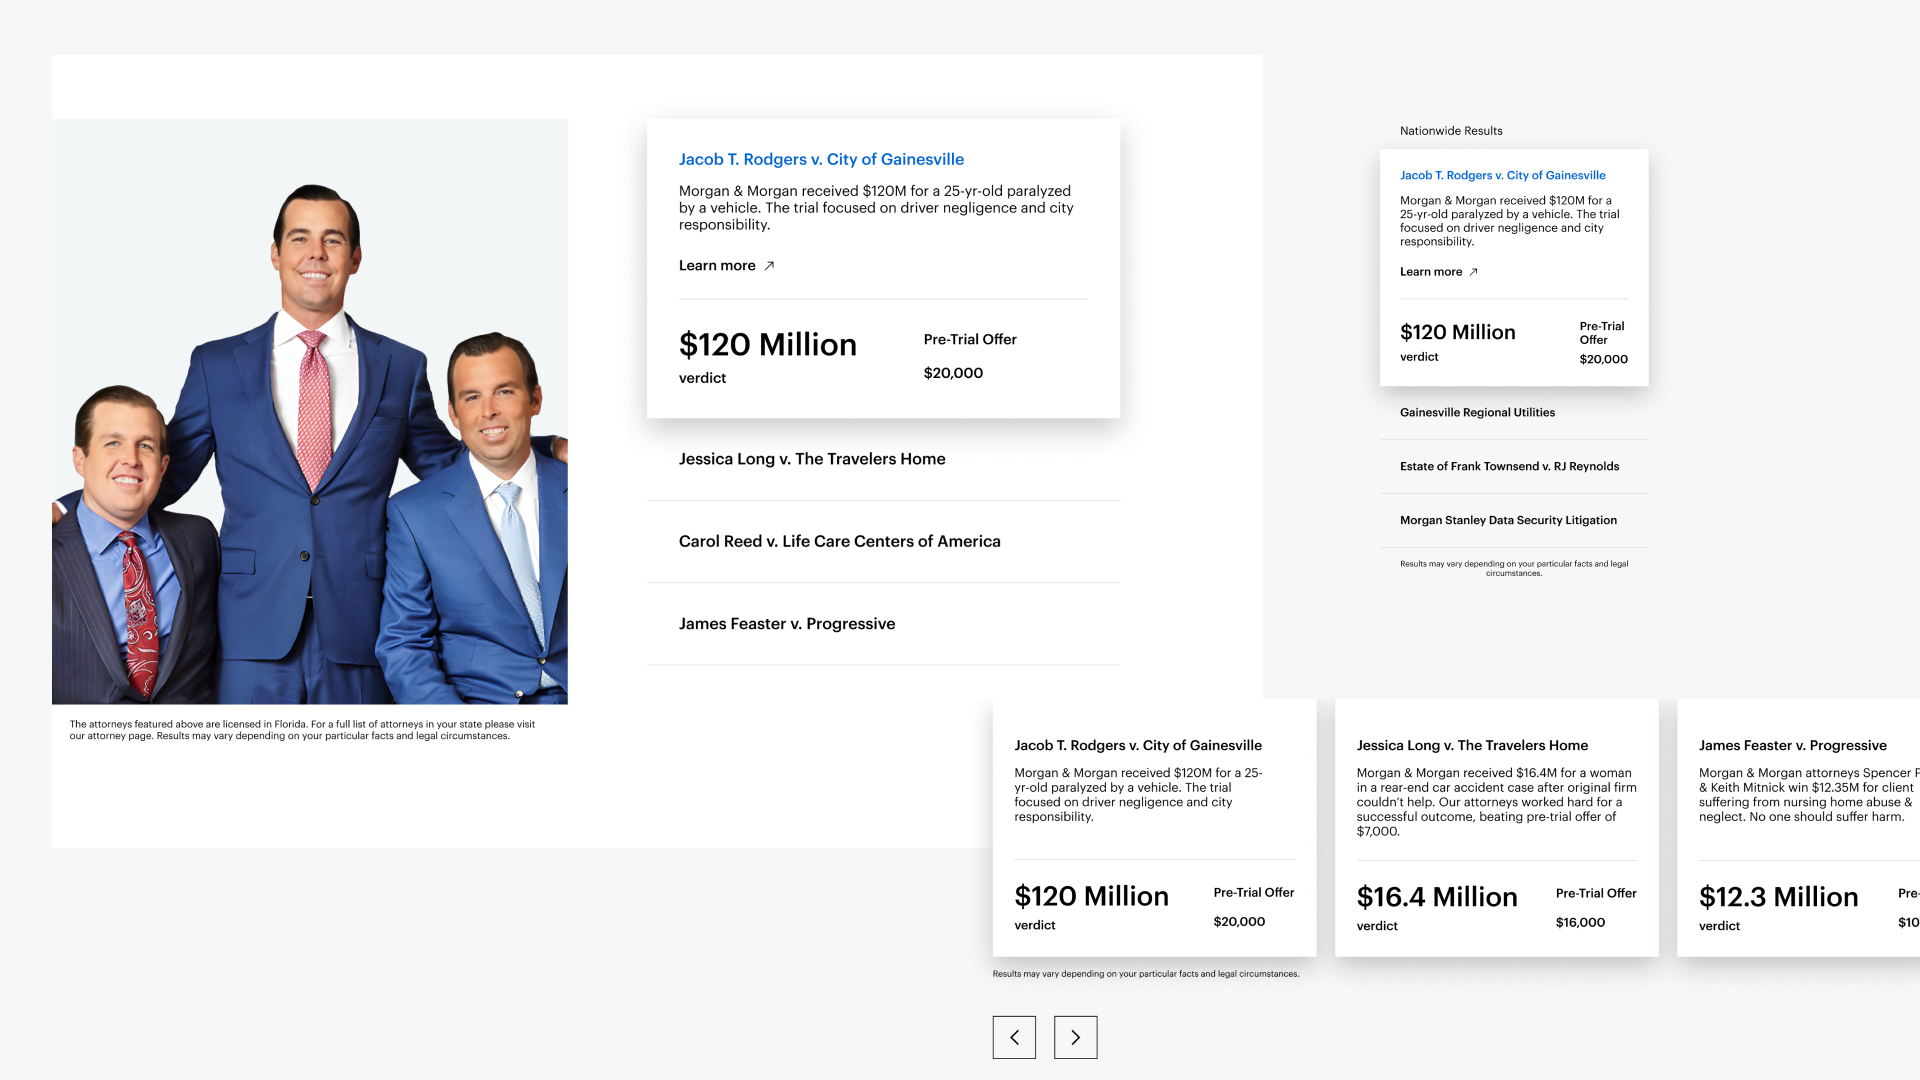 Jacob T. Rodgers v. City of Gainesville
Morgan & Morgan received $120M for a 25-yr-old paralyzed
by a vehicle. The trial focused on driver negligence and city
responsibility.
Learn more
$120 Million
verdict
Pre-Trial Offer
$20,000
Jessica Long v. The Travelers Home
Carol Reed v. Life Care Centers of America
James Feaster v. Progressive
The attorneys featured above are licensed in Florida. For a full list of attorneys in your state please visit
our attorney page. Results may vary depending on your particular facts and legal circumstances.
Nationwide Results
Jacob T. Rodgers v. City of Gainesville
Morgan & Morgan received $120M for a
25-yr-old paralyzed by a vehicle. The trial
focused on driver negligence and city
responsibility.
Learn more
$120 Million
verdict
Pre-Trial
Offer
$20,000
Gainesville Regional Utilities
Estate of Frank Townsend v. RJ Reynolds
Morgan Stanley Data Security Litigation
Results may vary depending on your particular facts and legal
circumstances.
Jacob T. Rodgers v. City of Gainesville
Morgan & Morgan received $120M for a 25-
yr-old paralyzed by a vehicle. The trial
focused on driver negligence and city
responsibility.
$120 Million
verdict
Pre-Trial Offer
$20,000
Jessica Long v. The Travelers Home
Morgan & Morgan received $16.4M for a woman
in a rear-end car accident case after original firm
couldn’t help. Our attorneys worked hard for a
successful outcome, beating pre-trial offer of
$7,000.
$16.4 Million
verdict
Pre-Trial Offer
$16,000
James Feaster v. Progressive
Morgan & Morgan attorneys Spencer
& Keith Mitnick win $12.35M for client
suffering from nursing home abuse &
neglect. No one should suffer harm.
$12.3 Million
verdict
Pre-
$10
Results may vary depending on your particular facts and legal circumstances.